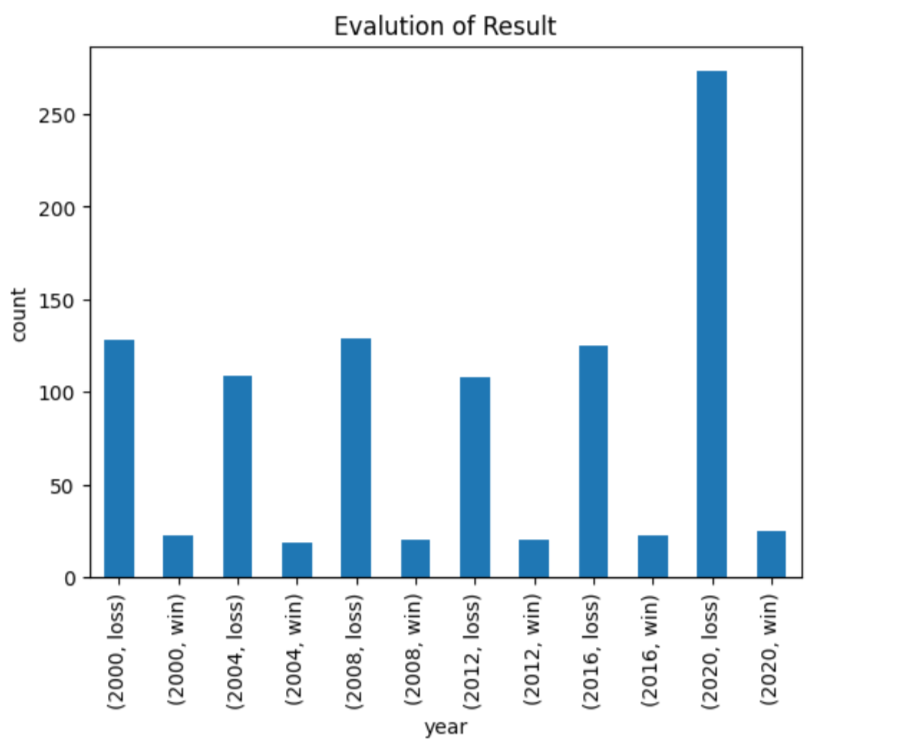 Evalution of Result
count
250
200
150
100
50
0
(2000, loss)
(2000, win)
(2004, loss)
(2004, win)
(2008, loss)
(2008, win)
(2012, loss)
(2012, win)
(2016, loss)
(2016, win)
(2020, loss)
(2020, win)
year